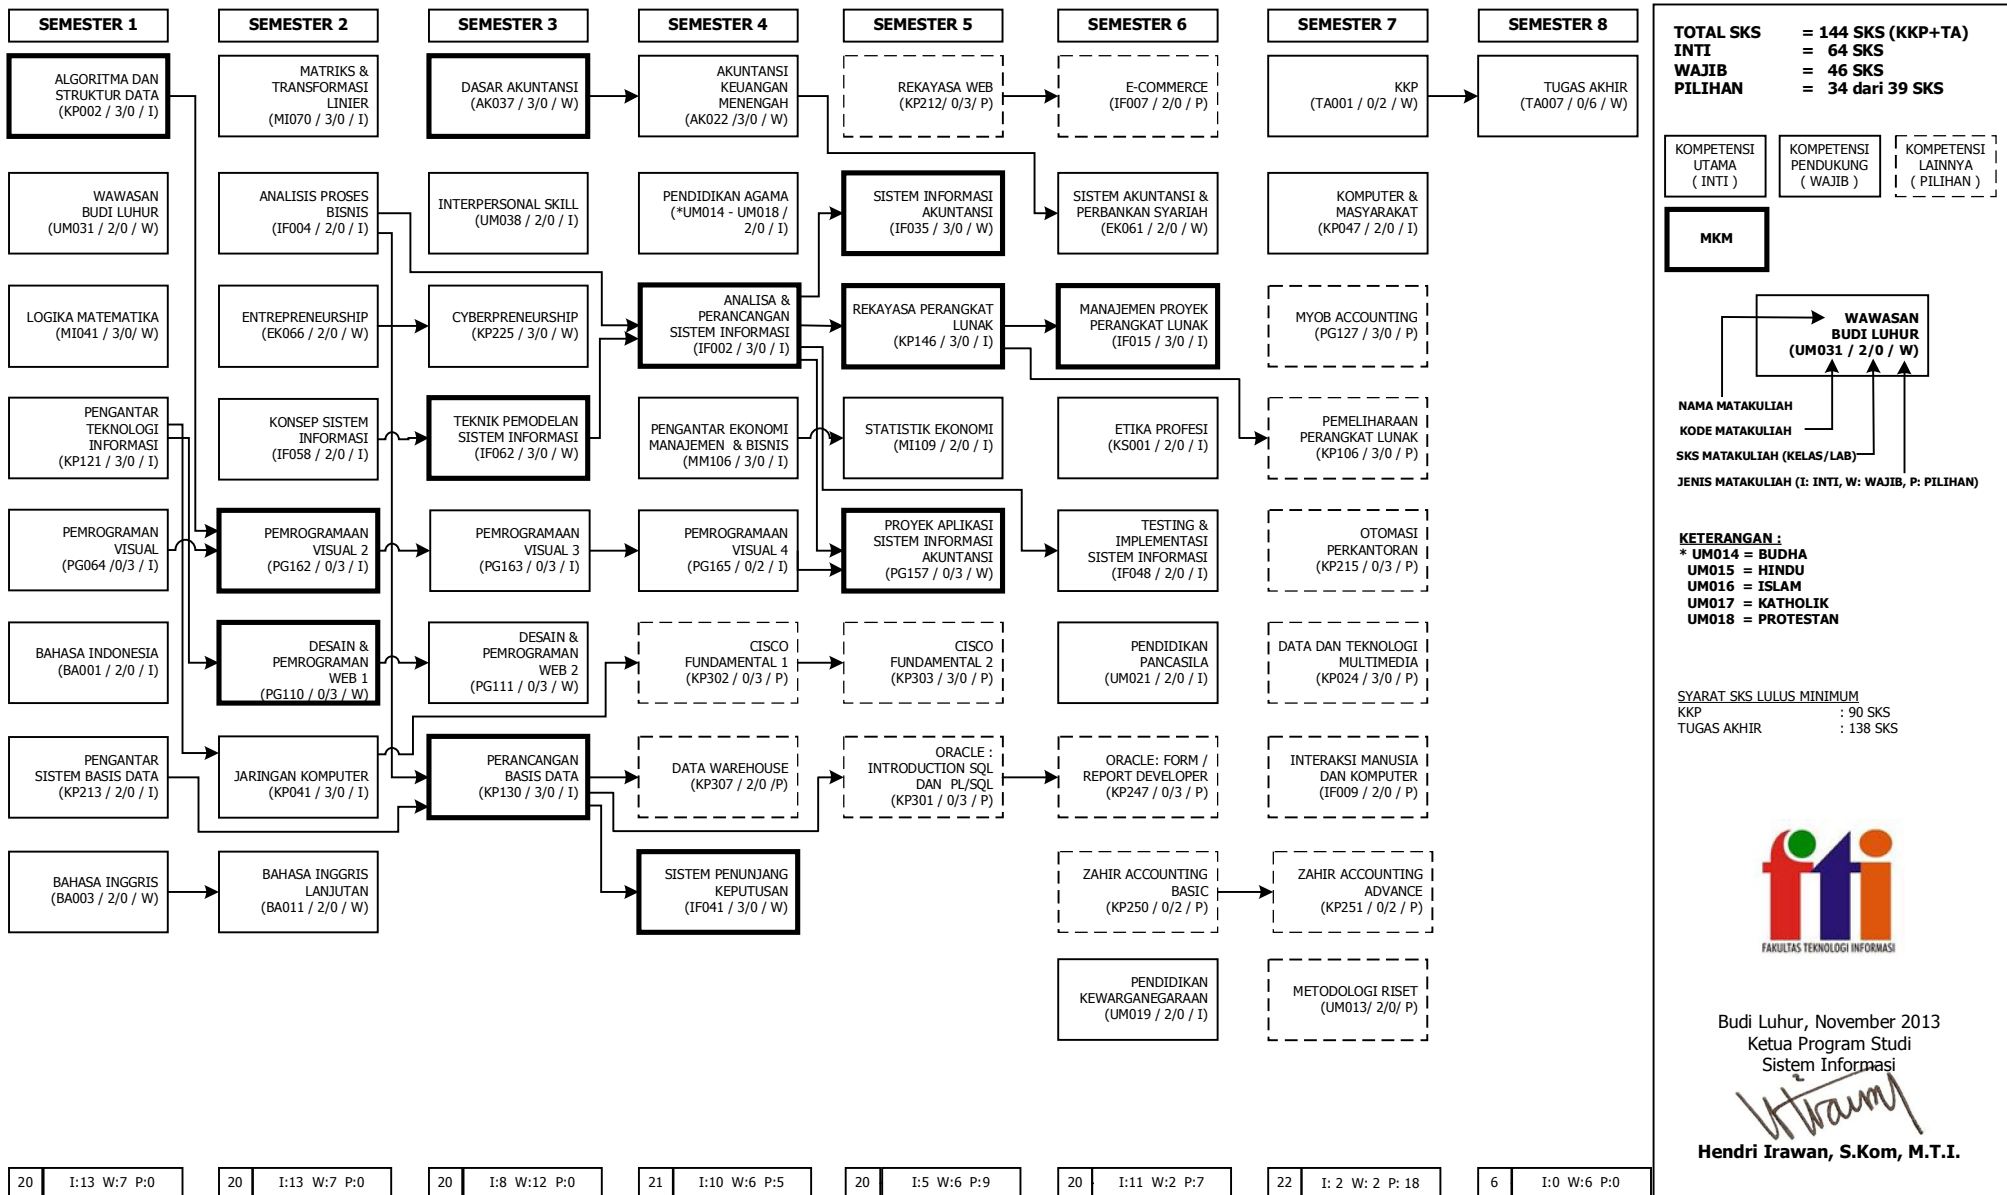 SEMESTER 1
ALGORITMA DAN
STRUKTUR DATA
(KP002 / 3/0 / I)
WAWASAN
BUDI LUHUR
(UM031 / 2/0 / W)
LOGIKA MATEMATIKA
(MI041 / 3/0/ W)
PENGANTAR
TEKNOLOGI
INFORMASI
(KP121 / 3/0 / I)
PEMROGRAMAN
VISUAL
(PG064 /0/3 / I)
BAHASA INDONESIA
(BA001 / 2/0 / I)
PENGANTAR
SISTEM BASIS DATA
(KP213 / 2/0 / I)
BAHASA INGGRIS
(BA003 / 2/0 / W)
20 I:13 W:7 P:0
SEMESTER 2
MATRIKS &
TRANSFORMASI
LINIER
(MI070 / 3/0 / I)
ANALISIS PROSES
BISNIS
(IF004 / 2/0 / I)
ENTREPRENEURSHIP
(EK066 / 2/0 / W)
KONSEP SISTEM
INFORMASI
(IF058 / 2/0 / I)
PEMROGRAMAAN
VISUAL 2
(PG162 / 0/3 / I)
DESAIN &
PEMROGRAMAN
WEB 1
(PG110 / 0/3 / W)
JARINGAN KOMPUTER
(KP041 / 3/0 / I)
BAHASA INGGRIS
LANJUTAN
(BA011 / 2/0 / W)
20 I:13 W:7 P:0
SEMESTER 3
DASAR AKUNTANSI
(AK037 / 3/0 / W)
INTERPERSONAL SKILL
(UM038 / 2/0 / I)
CYBERPRENEURSHIP
(KP225 / 3/0 / W)
TEKNIK PEMODELAN
SISTEM INFORMASI
(IF062 / 3/0 / W)
PEMROGRAMAAN
VISUAL 3
(PG163 / 0/3 / I)
DESAIN &
PEMROGRAMAN
WEB 2
(PG111 / 0/3 / W)
PERANCANGAN
BASIS DATA
(KP130 / 3/0 / I)
20 I:8 W:12 P:0
SEMESTER 4
AKUNTANSI
KEUANGAN
MENENGAH
(AK022 /3/0 / W)
PENDIDIKAN AGAMA
(*UM014 - UM018 /
2/0 / I)
ANALISA &
PERANCANGAN
SISTEM INFORMASI
(IF002 / 3/0 / I)
PENGANTAR EKONOMI
MANAJEMEN & BISNIS
(MM106 / 3/0 / I)
PEMROGRAMAAN
VISUAL 4
(PG165 / 0/2 / I)
CISCO
FUNDAMENTAL 1
(KP302 / 0/3 / P)
DATA WAREHOUSE
(KP307 / 2/0 /P)
SISTEM PENUNJANG
KEPUTUSAN
(IF041 / 3/0 / W)
21 I:10 W:6 P:5
SEMESTER 5
REKAYASA WEB
(KP212/ 0/3/ P)
SISTEM INFORMASI
AKUNTANSI
(IF035 / 3/0 / W)
REKAYASA PERANGKAT
LUNAK
(KP146 / 3/0 / I)
STATISTIK EKONOMI
(MI109 / 2/0 / I)
PROYEK APLIKASI
SISTEM INFORMASI
AKUNTANSI
(PG157 / 0/3 / W)
CISCO
FUNDAMENTAL 2
(KP303 / 3/0 / P)
ORACLE :
INTRODUCTION SQL
DAN PL/SQL
(KP301 / 0/3 / P)
20 I:5 W:6 P:9
SEMESTER 6
E-COMMERCE
(IF007 / 2/0 / P)
SISTEM AKUNTANSI &
PERBANKAN SYARIAH
(EK061 / 2/0 / W)
MANAJEMEN PROYEK
PERANGKAT LUNAK
(IF015 / 3/0 / I)
ETIKA PROFESI
(KS001 / 2/0 / I)
TESTING &
IMPLEMENTASI
SISTEM INFORMASI
(IF048 / 2/0 / I)
PENDIDIKAN
PANCASILA
(UM021 / 2/0 / I)
ORACLE: FORM /
REPORT DEVELOPER
(KP247 / 0/3 / P)
ZAHIR ACCOUNTING
BASIC
(KP250 / 0/2 / P)
PENDIDIKAN
KEWARGANEGARAAN
(UM019 / 2/0 / I)
20 I:11 W:2 P:7
SEMESTER 7
KKP
(TA001 / 0/2 / W)
KOMPUTER &
MASYARAKAT
(KP047 / 2/0 / I)
MYOB ACCOUNTING
(PG127 / 3/0 / P)
PEMELIHARAAN
PERANGKAT LUNAK
(KP106 / 3/0 / P)
OTOMASI
PERKANTORAN
(KP215 / 0/3 / P)
DATA DAN TEKNOLOGI
MULTIMEDIA
(KP024 / 3/0 / P)
INTERAKSI MANUSIA
DAN KOMPUTER
(IF009 / 2/0 / P)
ZAHIR ACCOUNTING
ADVANCE
(KP251 / 0/2 / P)
METODOLOGI RISET
(UM013/ 2/0/ P)
22 I: 2 W: 2 P: 18
SEMESTER 8
TUGAS AKHIR
(TA007 / 0/6 / W)
6 I:0 W:6 P:0
TOTAL SKS = 144 SKS (KKP+TA)
INTI = 64 SKS
WAJIB = 46 SKS
PILIHAN = 34 dari 39 SKS
KOMPETENSI
UTAMA
( INTI )
KOMPETENSI
PENDUKUNG
( WAJIB )
KOMPETENSI
LAINNYA
( PILIHAN )
MKM
WAWASAN
BUDI LUHUR
(UM031 / 2/0 / W)
NAMA MATAKULIAH
KODE MATAKULIAH
SKS MATAKULIAH (KELAS/LAB)
JENIS MATAKULIAH (I: INTI, W: WAJIB, P: PILIHAN)
KETERANGAN :
* UM014 = BUDHA
UM015 = HINDU
UM016 = ISLAM
UM017 = KATHOLIK
UM018 = PROTESTAN
SYARAT SKS LULUS MINIMUM
KKP : 90 SKS
TUGAS AKHIR : 138 SKS
fti
FAKULTAS TEKNOLOGI INFORMASI
Budi Luhur, November 2013
Ketua Program Studi
Sistem Informasi
Hendri Irawan, S.Kom, M.T.I.